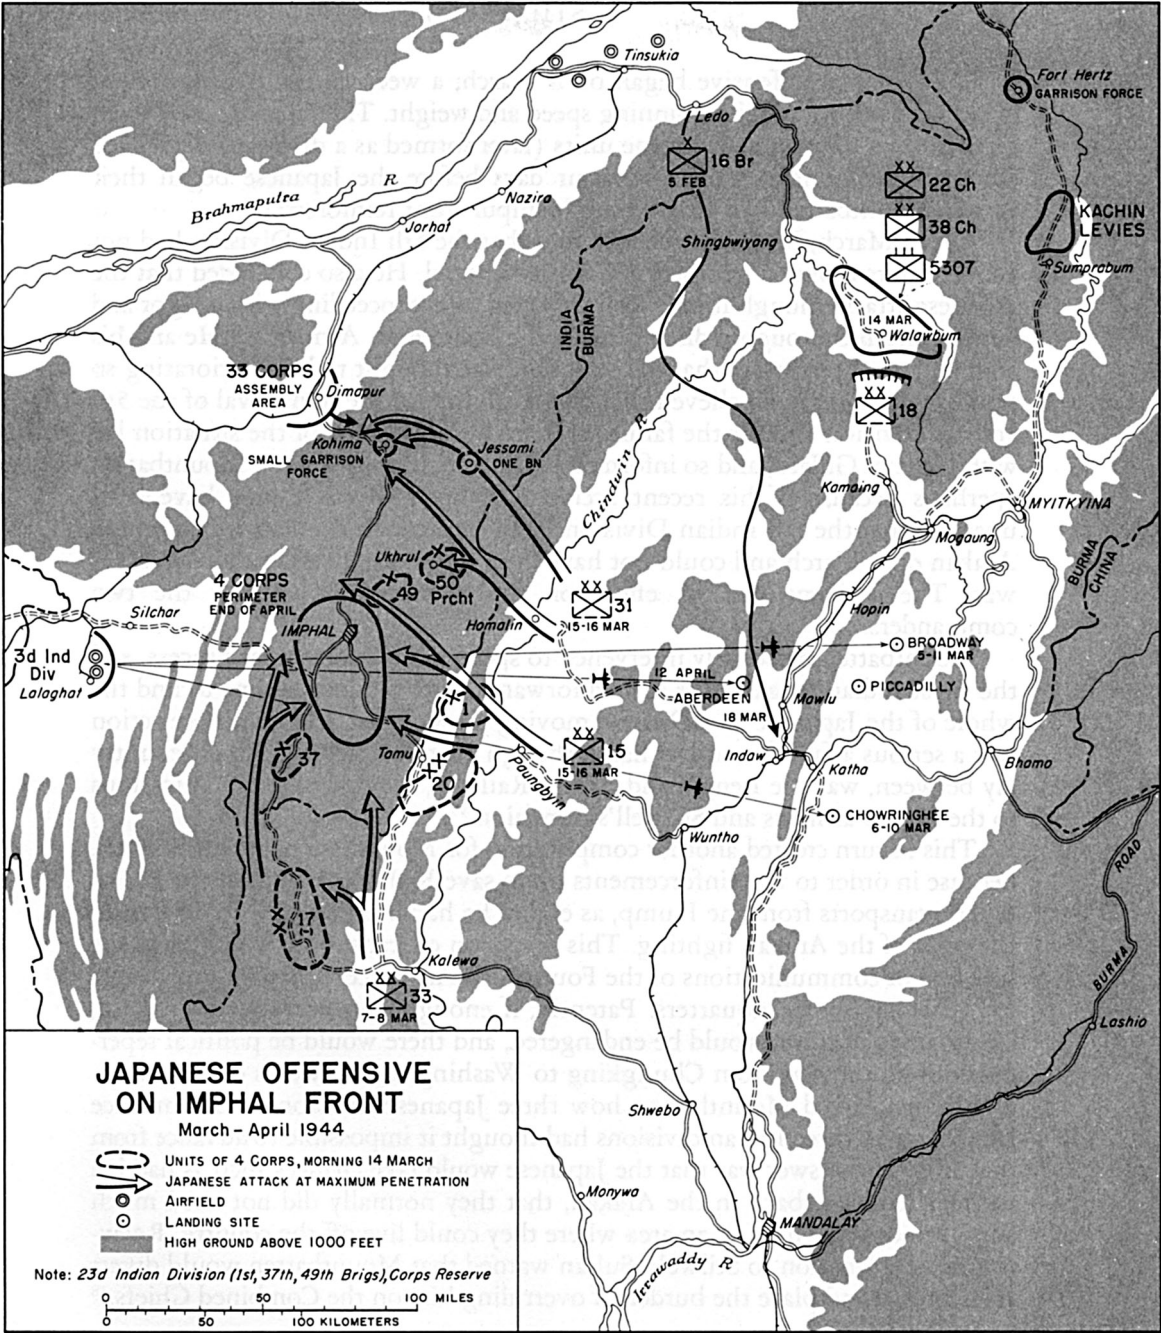 Tinsukia
Fort Hertz
GARRISON FORCE
Ledo
XX
16 Br
5 FEB
XX
22 Ch
XX
38 Ch
5307
KACHIN
LEVIES
Sumprabum
Brahmaputra R
Nazira
Jorhat
Shingbwiyang
INDIA
BURMA
14 MAR
Walawbum
33 CORPS
ASSEMBLY
AREA
Dimapur
XX
18
Kohima
SMALL GARRISON
FORCE
Jessami
ONE BN
Chindwin R
Kamaing
MYITKYINA
Mogaung
BURMA
CHINA
Ukhrul
50
Prcht
49
4 CORPS
PERIMETER
END OF APRIL
Silchar
IMPHAL
XX
31
15-16 MAR
Homalin
Hopin
3d Ind
Div
Lalaghat
BROADWAY
5-11 MAR
12 APRIL
ABERDEEN
PICCADILLY
Mawlu
18 MAR
Indaw
Katha
Bhamo
1
37
Tamu
20
Paungbyin
XX
15
15-16 MAR
CHOWRINGHEE
6-10 MAR
Wuntho
17
Kalewa
XX
33
7-8 MAR
BURMA ROAD
Lashio
Shwebo
Monywa
MANDALAY
Irrawaddy R
JAPANESE OFFENSIVE
ON IMPHAL FRONT
March - April 1944
UNITS OF 4 CORPS, MORNING 14 MARCH
JAPANESE ATTACK AT MAXIMUM PENETRATION
AIRFIELD
LANDING SITE
HIGH GROUND ABOVE 1000 FEET
Note: 23d Indian Division (1st, 37th, 49th Brigs), Corps Reserve
0 50 100 MILES
0 50 100 KILOMETERS